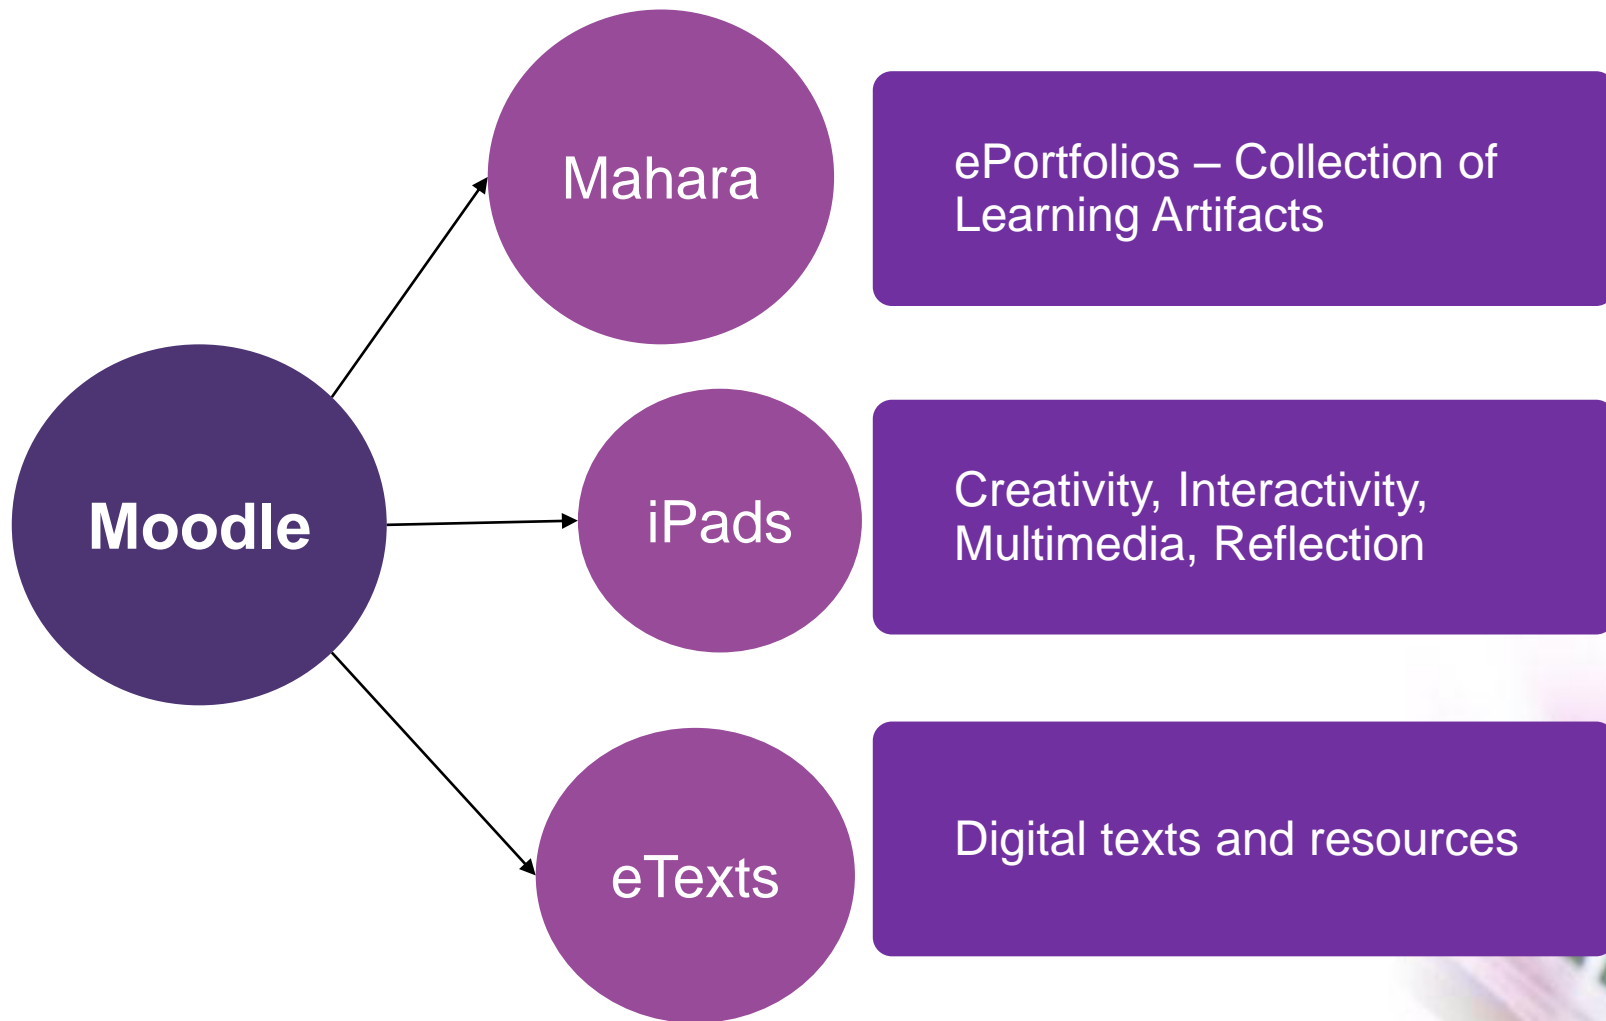 Mahara
ePortfolios – Collection of
Learning Artifacts
Moodle
iPads
Creativity, Interactivity,
Multimedia, Reflection
eTexts
Digital texts and resources